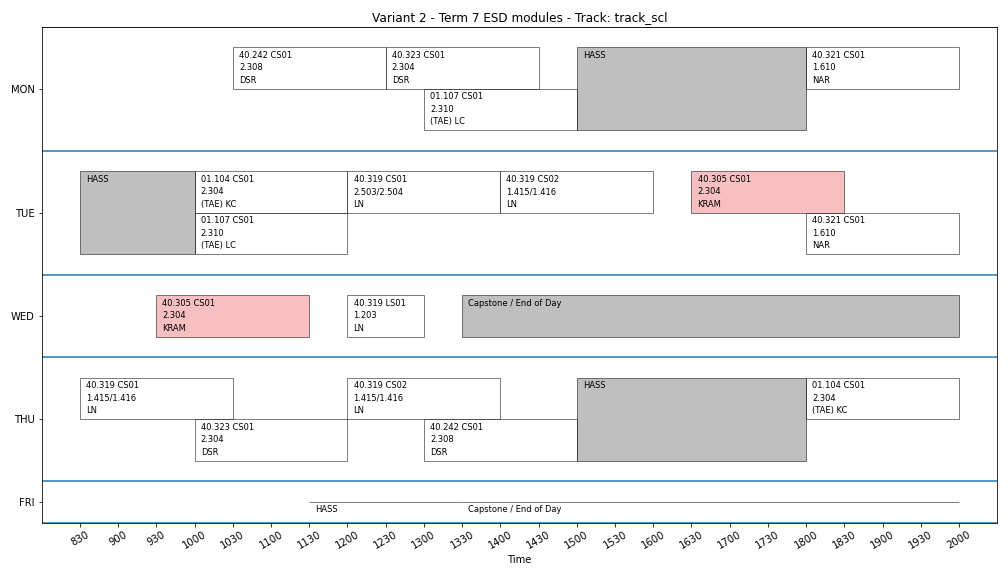 Variant 2 - Term 7 ESD modules - Track: track_scl
MON
40.242 CS01
2.308
DSR
40.323 CS01
2.304
DSR
01.107 CS01
2.310
(TAE) LC
HASS
40.321 CS01
1.610
NAR
TUE
HASS
01.104 CS01
2.304
(TAE) KC
01.107 CS01
2.310
(TAE) LC
40.319 CS01
2.503/2.504
LN
40.319 CS02
1.415/1.416
LN
40.305 CS01
2.304
KRAM
40.321 CS01
1.610
NAR
WED
40.305 CS01
2.304
KRAM
40.319 LS01
1.203
LN
Capstone / End of Day
THU
40.319 CS01
1.415/1.416
LN
40.323 CS01
2.304
DSR
40.319 CS02
1.415/1.416
LN
40.242 CS01
2.308
DSR
HASS
01.104 CS01
2.304
(TAE) KC
FRI
HASS
Capstone / End of Day
830 900 930 1000 1030 1100 1130 1200 1230 1300 1330 1400 1430 1500 1530 1600 1630 1700 1730 1800 1830 1900 1930 2000
Time